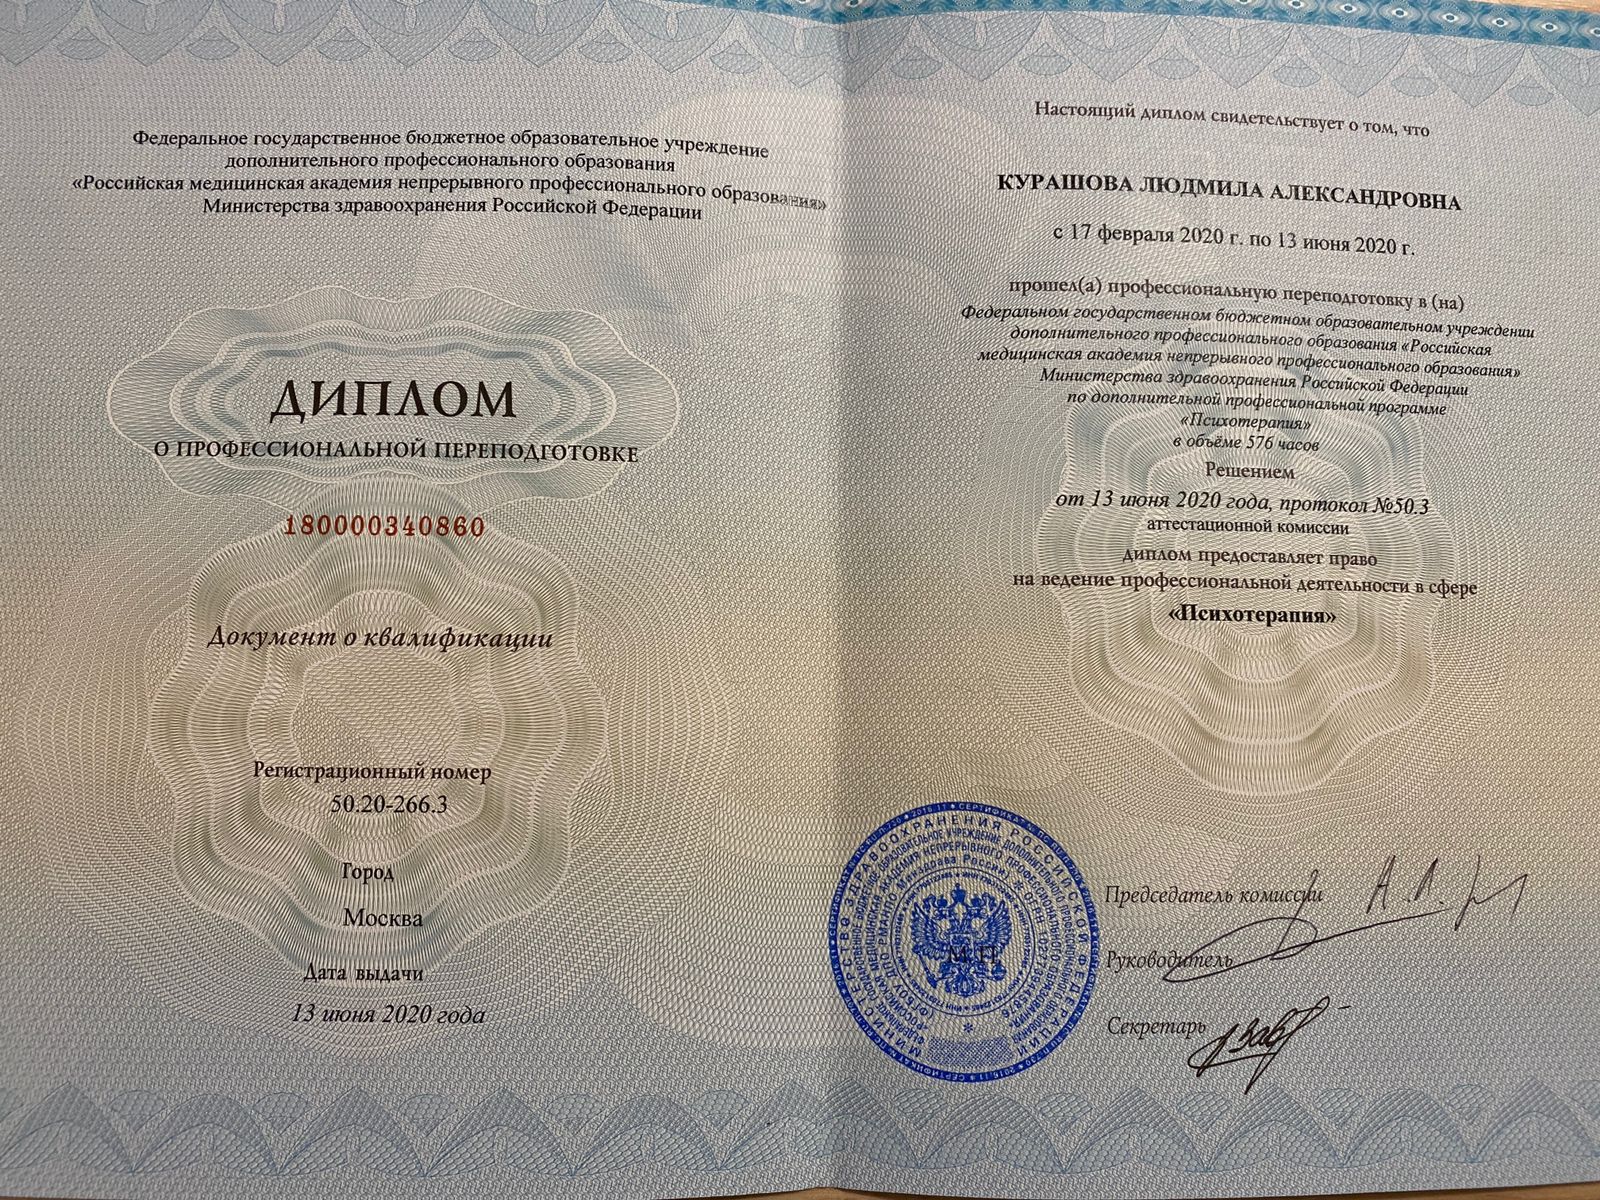 Федеральное государственное бюджетное образовательное учреждение
дополнительного профессионального образования
«Российская медицинская академия непрерывного профессионального образования»
Министерства здравоохранения Российской Федерации
ДИПЛОМ
О ПРОФЕССИОНАЛЬНОЙ ПЕРЕПОДГОТОВКЕ
180000340860
Документ о квалификации
Регистрационный номер
50.20-266.3
Город
Москва
Дата выдачи
13 июня 2020 года
Настоящий диплом свидетельствует о том, что
КУРАШОВА ЛЮДМИЛА АЛЕКСАНДРОВНА
с 17 февраля 2020 г. по 13 июня 2020 г.
прошел(а) профессиональную переподготовку в (на)
Федеральном государственном бюджетном образовательном учреждении
дополнительного профессионального образования «Российская
медицинская академия непрерывного профессионального образования»
Министерства здравоохранения Российской Федерации
по дополнительной профессиональной программе
«Психотерапия»
в объёме 576 часов
Решением
от 13 июня 2020 года, протокол №50.3
аттестационной комиссии
диплом предоставляет право
на ведение профессиональной деятельности в сфере
«Психотерапия»
МИНИСТЕРСТВО ЗДРАВООХРАНЕНИЯ РОССИЙСКОЙ ФЕДЕРАЦИИ
М.П.
Председатель комиссии
Руководитель
Секретарь